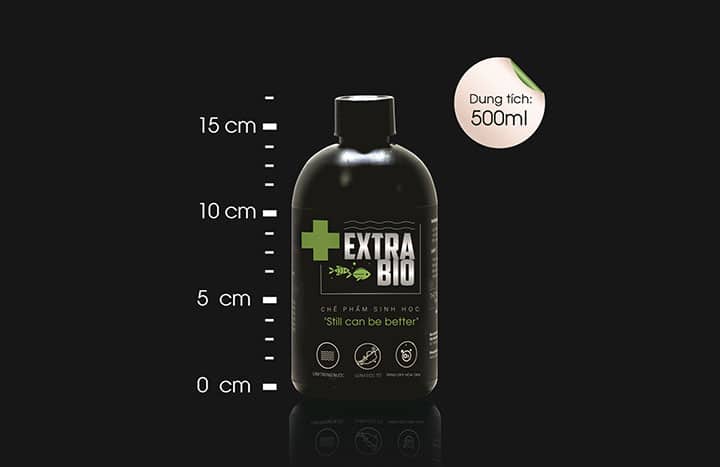 Dung tích:
500ml
15 cm
10 cm
5 cm
0 cm
EXTRA
BIO
CHẾ PHẨM SINH HỌC
"Still can be better"